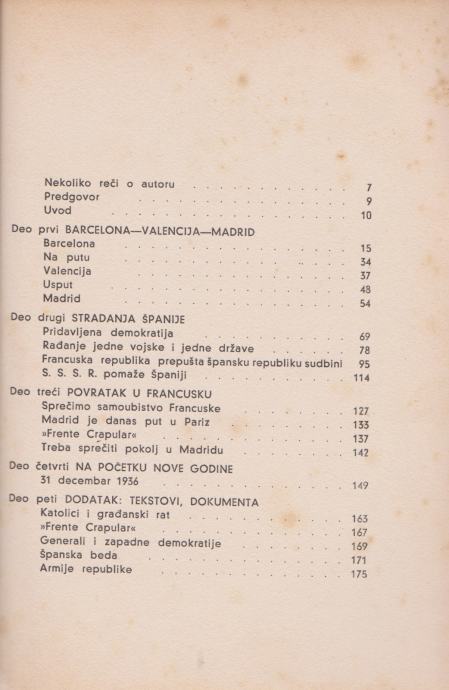 Nekoliko reči o autoru . . . . . . . . . . 7
Predgovor . . . . . . . . . . . . . . 9
Uvod . . . . . . . . . . . . . . . 10
Deo prvi BARCELONA—VALENCIJA—MADRID
Barcelona . . . . . . . . . . . . . . 15
Na putu . . . . . . . . . . . . . . 34
Valencija . . . . . . . . . . . . . . 37
Usput . . . . . . . . . . . . . . . 48
Madrid . . . . . . . . . . . . . . . 54
Deo drugi STRADANJA ŠPANIJE
Pridavljena demokratija . . . . . . . . . . 69
Rađanje jedne vojske i jedne države . . . . . . 78
Francuska republika prepušta špansku republiku sudbini 95
S. S. S. R. pomaže Španiji . . . . . . . . . 114
Deo treći POVRATAK U FRANCUSKU
Sprečimo samoubistvo Francuske . . . . . . . 127
Madrid je danas put u Pariz . . . . . . . . 133
»Frente Crapular« . . . . . . . . . . . 137
Treba sprečiti pokolj u Madridu . . . . . . . 142
Deo četvrti NA POČETKU NOVE GODINE
31 decembar 1936 . . . . . . . . . . . . 149
Deo peti DODATAK: TEKSTOVI, DOKUMENTA
Katolici i građanski rat . . . . . . . . . . 163
»Frente Crapular« . . . . . . . . . . . 167
Generali i zapadne demokratije . . . . . . . 169
Španska beda . . . . . . . . . . . . . 171
Armije republike . . . . . . . . . . . . 175